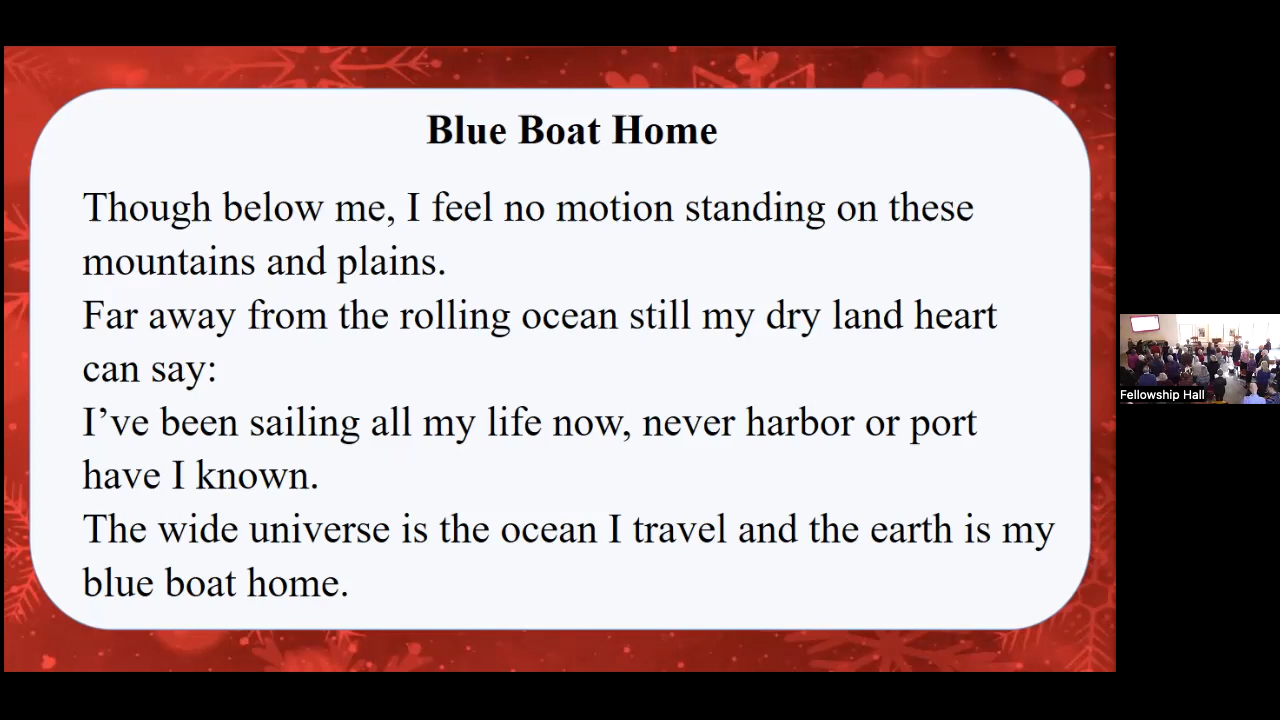 Blue Boat Home
Though below me, I feel no motion standing on these
mountains and plains.
Far away from the rolling ocean still my dry land heart
can say:
I’ve been sailing all my life now, never harbor or port
have I known.
The wide universe is the ocean I travel and the earth is my
blue boat home.
Fellowship Hall